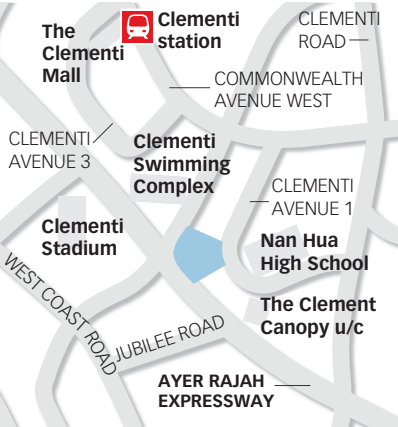 The
Clementi
Mall
Clementi
station
CLEMENTI
ROAD
COMMONWEALTH
AVENUE WEST
CLEMENTI
AVENUE 3
Clementi
Swimming
Complex
CLEMENTI
AVENUE 1
Clementi
Stadium
Nan Hua
High School
WEST COAST ROAD
The Clement
Canopy u/c
JUBILEE ROAD
AYER RAJAH
EXPRESSWAY